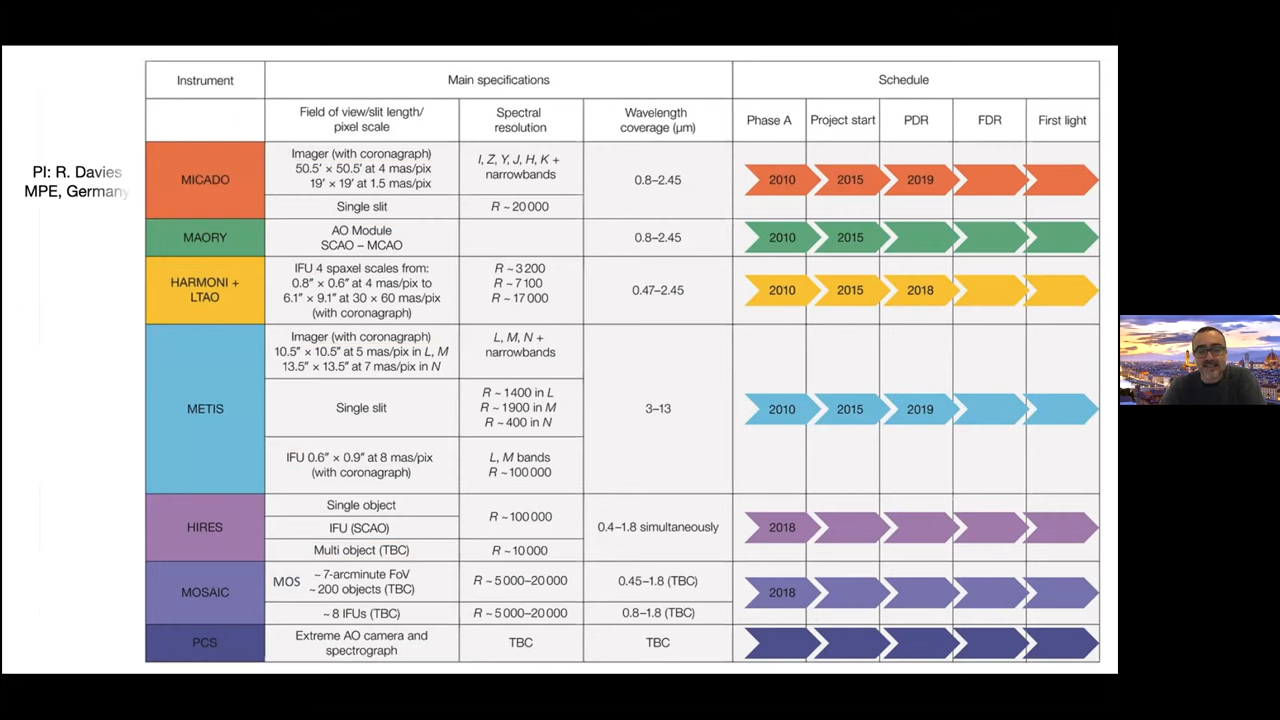 Instrument
Main specifications
Schedule
Field of view/slit length/
pixel scale
Spectral
resolution
Wavelength
coverage (µm)
Phase A
Project start
PDR
FDR
First light
PI: R. Davies
MPE, Germany
MICADO
Imager (with coronagraph)
50.5′ × 50.5′ at 4 mas/pix
19′ × 19′ at 1.5 mas/pix
I, Z, Y, J, H, K +
narrowbands
0.8–2.45
2010
2015
2019
Single slit
R ~ 20 000
MAORY
AO Module
SCAO – MCAO
0.8–2.45
2010
2015
HARMONI +
LTAO
IFU 4 spaxel scales from:
0.8″ × 0.6″ at 4 mas/pix to
6.1″ × 9.1″ at 30 × 60 mas/pix
(with coronagraph)
R ~ 3 200
R ~ 7 100
R ~ 17 000
0.47–2.45
2010
2015
2018
METIS
Imager (with coronagraph)
10.5″ × 10.5″ at 5 mas/pix in L, M
13.5″ × 13.5″ at 7 mas/pix in N
L, M, N +
narrowbands
Single slit
R ~ 1400 in L
R ~ 1900 in M
R ~ 400 in N
3–13
2010
2015
2019
IFU 0.6″ × 0.9″ at 8 mas/pix
(with coronagraph)
L, M bands
R ~ 100 000
HIRES
Single object
IFU (SCAO)
R ~ 100 000
0.4–1.8 simultaneously
2018
Multi object (TBC)
R ~ 10 000
MOSAIC
MOS
~ 7-arcminute FoV
~ 200 objects (TBC)
R ~ 5 000–20 000
0.45–1.8 (TBC)
2018
~ 8 IFUs (TBC)
R ~ 5 000–20 000
0.8–1.8 (TBC)
PCS
Extreme AO camera and
spectrograph
TBC
TBC